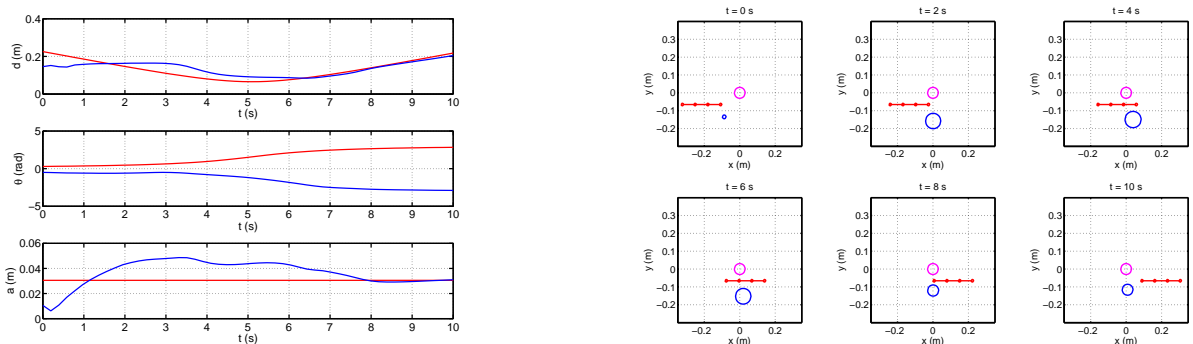 0.4
0.2
0
d (m)
0 1 2 3 4 5 6 7 8 9 10
t (s)
5
0
−5
θ (rad)
0 1 2 3 4 5 6 7 8 9 10
t (s)
0.06
0.04
0.02
0
a (m)
0 1 2 3 4 5 6 7 8 9 10
t (s)
t = 0 s
0.3
0.2
0.1
0
−0.1
−0.2
y (m)
−0.2 0 0.2
x (m)
t = 2 s
0.3
0.2
0.1
0
−0.1
−0.2
y (m)
−0.2 0 0.2
x (m)
t = 4 s
0.3
0.2
0.1
0
−0.1
−0.2
y (m)
−0.2 0 0.2
x (m)
t = 6 s
0.3
0.2
0.1
0
−0.1
−0.2
y (m)
−0.2 0 0.2
x (m)
t = 8 s
0.3
0.2
0.1
0
−0.1
−0.2
y (m)
−0.2 0 0.2
x (m)
t = 10 s
0.3
0.2
0.1
0
−0.1
−0.2
y (m)
−0.2 0 0.2
x (m)